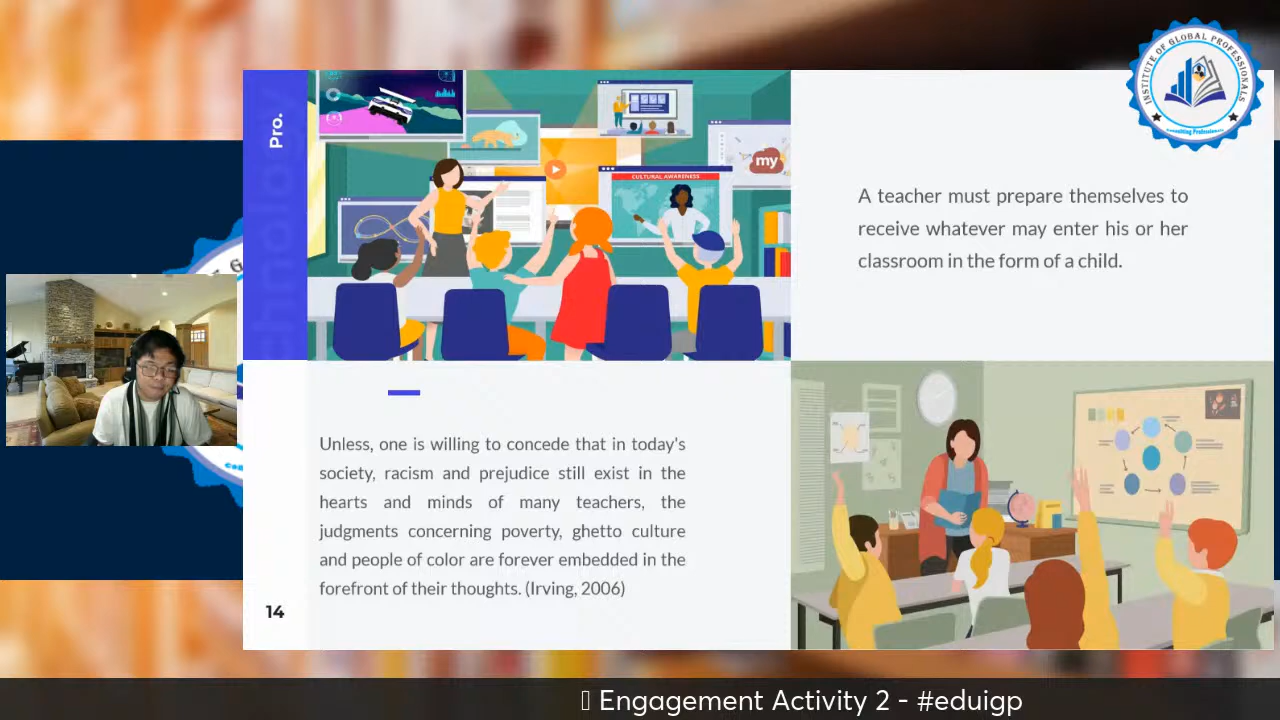 Pro.
chnology
CULTURAL AWARENESS
my
INSTITUTE OF GLOBAL PROFESSIONALS
Consulting Professionals
A teacher must prepare themselves to
receive whatever may enter his or her
classroom in the form of a child.
Unless, one is willing to concede that in today's
society, racism and prejudice still exist in the
hearts and minds of many teachers, the
judgments concerning poverty, ghetto culture
and people of color are forever embedded in the
forefront of their thoughts. (Irving, 2006)
14
Engagement Activity 2 - #eduigp